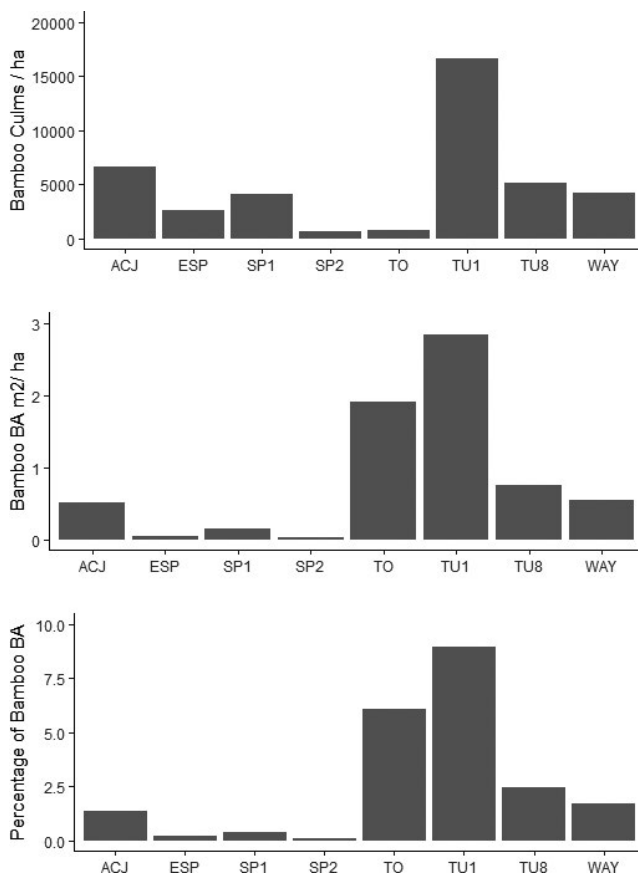 Bamboo Culms / ha
20000
15000
10000
5000
0
ACJ ESP SP1 SP2 TO TU1 TU8 WAY
Bamboo BA m2/ ha
3
2
1
0
ACJ ESP SP1 SP2 TO TU1 TU8 WAY
Percentage of Bamboo BA
10.0
7.5
5.0
2.5
0.0
ACJ ESP SP1 SP2 TO TU1 TU8 WAY